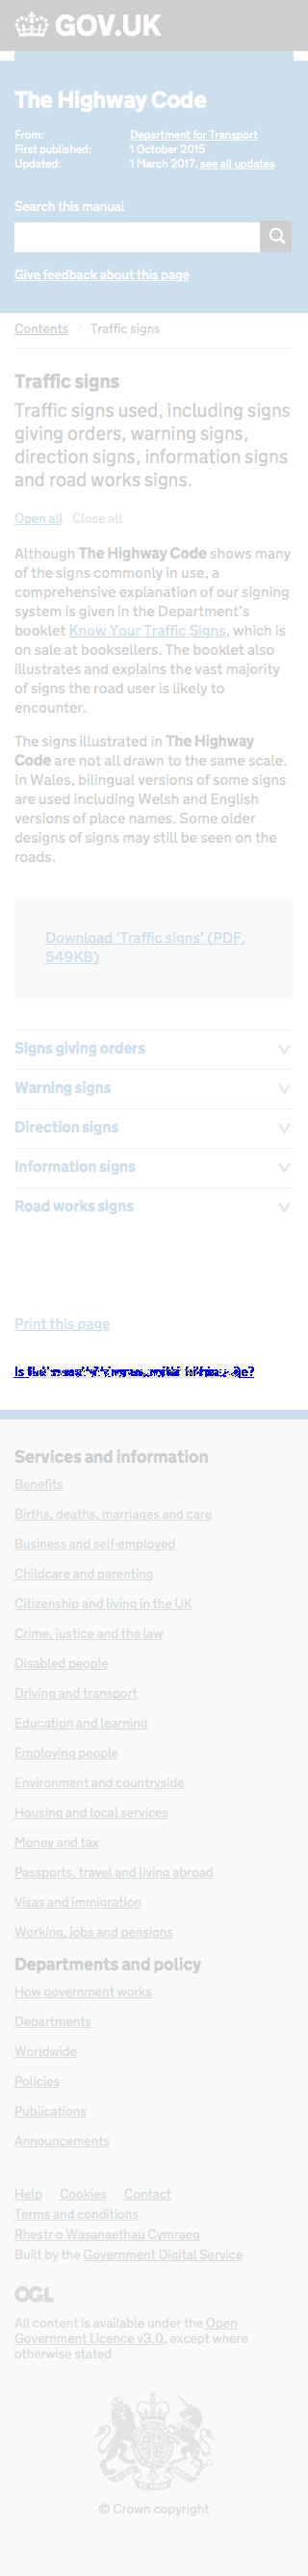 GOV.UK
The Highway Code
From: Department for Transport
First published: 1 October 2015
Updated: 1 March 2017, see all updates
Search this manual
Give feedback about this page
Contents Traffic signs
Traffic signs
Traffic signs used, including signs
giving orders, warning signs,
direction signs, information signs
and road works signs.
Open all Close all
Although The Highway Code shows many
of the signs commonly in use, a
comprehensive explanation of our signing
system is given in the Department's
booklet Know Your Traffic Signs, which is
on sale at booksellers. The booklet also
illustrates and explains the vast majority
of signs the road user is likely to
encounter.
The signs illustrated in The Highway
Code are not all drawn to the same scale.
In Wales, bilingual versions of some signs
are used including Welsh and English
versions of place names. Some older
designs of signs may still be seen on the
roads.
Download 'Traffic signs' (PDF,
549KB)
Signs giving orders
Warning signs
Direction signs
Information signs
Road works signs
Print this page
Services and information
Benefits
Births, deaths, marriages and care
Business and self-employed
Childcare and parenting
Citizenship and living in the UK
Crime, justice and the law
Disabled people
Driving and transport
Education and learning
Employing people
Environment and countryside
Housing and local services
Money and tax
Passports, travel and living abroad
Visas and immigration
Working, jobs and pensions
Departments and policy
How government works
Departments
Worldwide
Policies
Publications
Announcements
Help Cookies Contact
Terms and conditions
Rhestr o Wasanaethau Cymraeg
Built by the Government Digital Service
OGL
All content is available under the Open
Government Licence v3.0, except where
otherwise stated
© Crown copyright